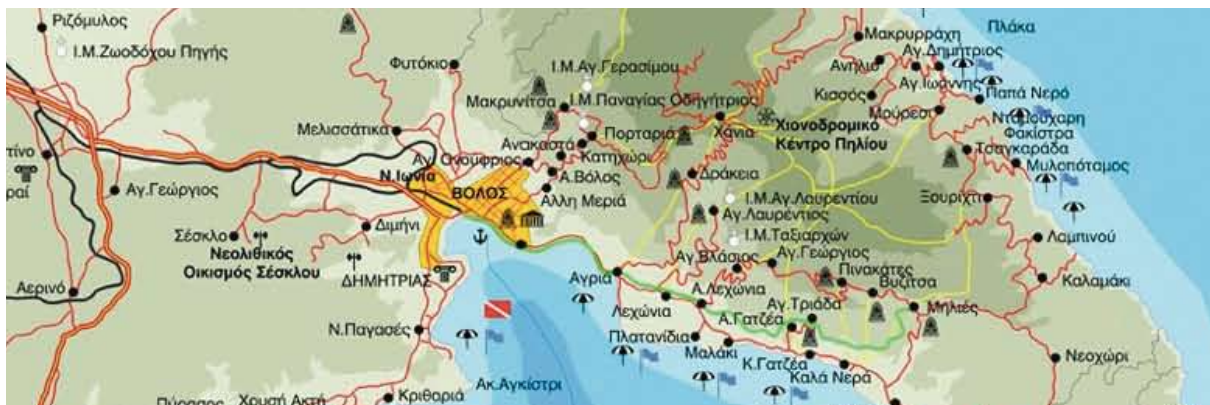 Ριζόμυλος
Ι.Μ.Ζωοδόχου Πηγής
Φυτόκιο
Ι.Μ.Αγ.Γερασίμου
Μακρυνίτσα
Ι.Μ.Παναγίας Οδηγήτριας
Μακρυρράχη
Πλάκα
Αγ.Δημήτριος
Ανήλιο
Αγ.Ιωάννης
Κισσός
Παπά Νερό
Μούρεσι
Νταμούχαρη
Φακίστρα
Χάνια
Χιονοδρομικό
Κέντρο Πηλίου
Τσαγκαράδα
Μυλοπόταμος
Μελισσάτικα
Πορταριά
Ανακασιά
Κατηχώρι
Αγ.Ονούφριος
Α.Βόλος
Ν.Ιωνία
ΒΟΛΟΣ
Αλλη Μεριά
Δράκεια
Ι.Μ.Αγ.Λαυρεντίου
Αγ.Λαυρέντιος
Ξουρίχτι
Αγ.Γεώργιος
Ι.Μ.Ταξιαρχών
Διμήνι
Σέσκλο
Νεολιθικός
Οικισμός Σέσκλου
ΔΗΜΗΤΡΙΑΣ
Λαμπινού
Αγ.Βλάσιος
Αγ.Γεώργιος
Πινακάτες
Βυζίτσα
Καλαμάκι
Αερινό
Αγριά
Α.Λεχώνια
Λεχώνια
Αγ.Τριάδα
Μηλιές
Α.Γατζέα
Πλατανίδια
Ν.Παγασές
Μαλάκι
Κ.Γατζέα
Καλά Νερά
Νεοχώρι
Ακ.Αγκίστρι
Κριθαριά
Χρυσή Ακτή
Πύρασος